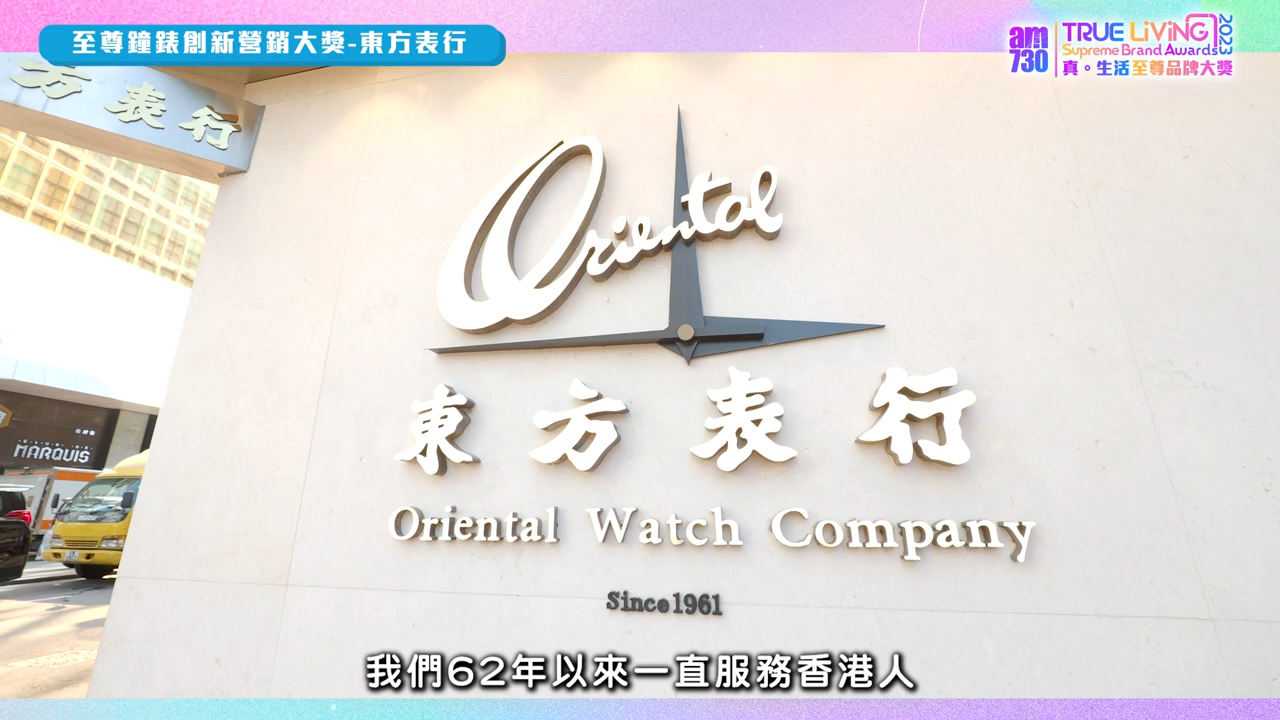 至尊鐘錶創新營銷大獎-東方表行
am730
TRUE LiViNG 2023
Supreme Brand Awards
真。生活至尊品牌大獎
方表行
Oriental
東方表行
Oriental Watch Company
Since 1961
MARQUIS
我們62年以來一直服務香港人